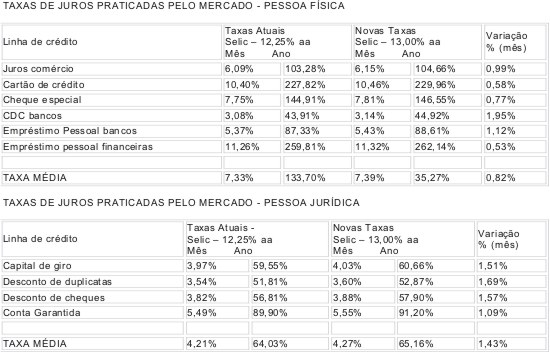 TAXAS DE JUROS PRATICADAS PELO MERCADO - PESSOA FÍSICA
Linha de crédito Taxas Atuais Selic – 12,25% aa Mês Ano Novas Taxas Selic – 13,00% aa Mês Ano Variação % (mês)
Juros comércio 6,09% 103,28% 6,15% 104,66% 0,99%
Cartão de crédito 10,40% 227,82% 10,46% 229,96% 0,58%
Cheque especial 7,75% 144,91% 7,81% 146,55% 0,77%
CDC bancos 3,08% 43,91% 3,14% 44,92% 1,95%
Empréstimo Pessoal bancos 5,37% 87,33% 5,43% 88,61% 1,12%
Empréstimo pessoal financeiras 11,26% 259,81% 11,32% 262,14% 0,53%
TAXA MÉDIA 7,33% 133,70% 7,39% 35,27% 0,82%
TAXAS DE JUROS PRATICADAS PELO MERCADO - PESSOA JURÍDICA
Linha de crédito Taxas Atuais - Selic – 12,25% aa Mês Ano Novas Taxas Selic – 13,00% aa Mês Ano Variação % (mês)
Capital de giro 3,97% 59,55% 4,03% 60,66% 1,51%
Desconto de duplicatas 3,54% 51,81% 3,60% 52,87% 1,69%
Desconto de cheques 3,82% 56,81% 3,88% 57,90% 1,57%
Conta Garantida 5,49% 89,90% 5,55% 91,20% 1,09%
TAXA MÉDIA 4,21% 64,03% 4,27% 65,16% 1,43%